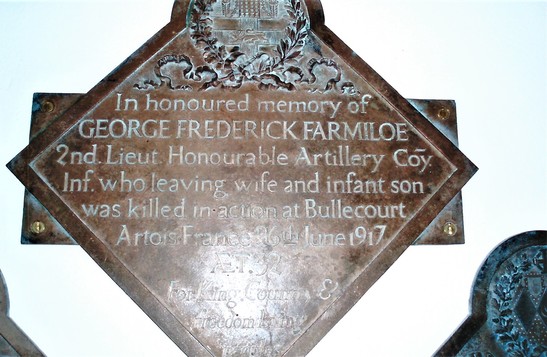 In honoured memory of
GEORGE FREDERICK FARMILOE
2nd. Lieut. Honourable Artillery Coy.
Inf. who leaving wife and infant son
was killed in action at Bullecourt
Artois France 16th June 1917
ÆT.
For King Country &
Freedom